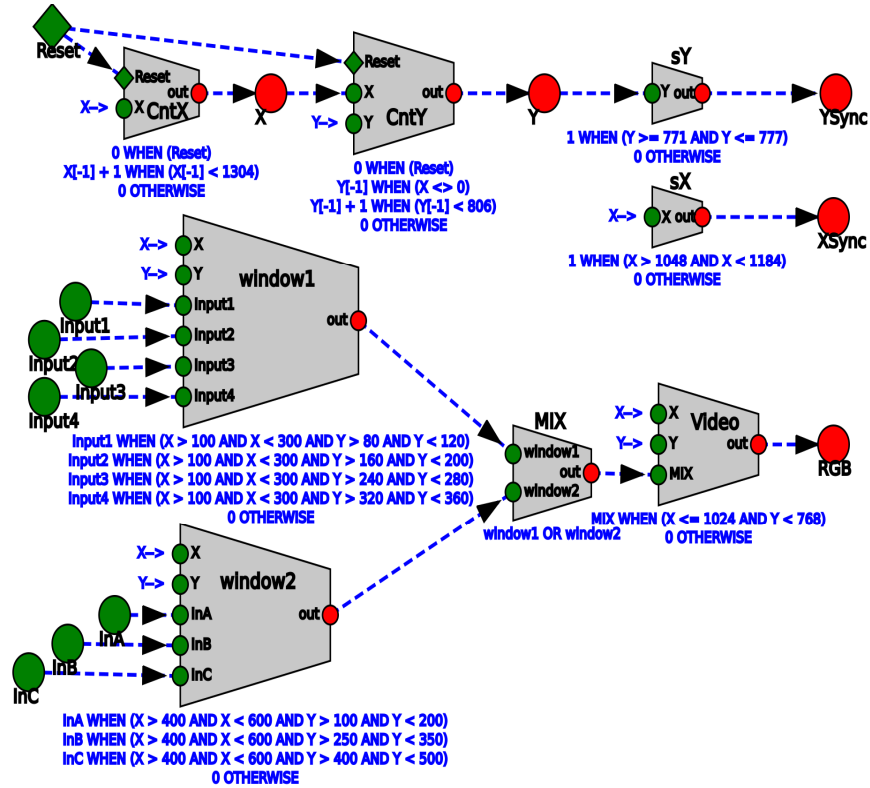 Reset
Reset
X
out
CntX
X-->
0 WHEN (Reset)
X[-1] + 1 WHEN (X[-1] < 1304)
0 OTHERWISE
X
Reset
X
out
Y
CntY
Y-->
0 WHEN (Reset)
Y[-1] WHEN (X <> 0)
Y[-1] + 1 WHEN (Y[-1] < 806)
0 OTHERWISE
Y
sY
Y out
YSync
1 WHEN (Y >= 771 AND Y <= 777)
0 OTHERWISE
sX
X-->
X out
XSync
1 WHEN (X > 1048 AND X < 1184)
0 OTHERWISE
X-->
X
Y-->
Y
window1
Input1
Input1
Input2
Input2
Input3
Input3
Input4
Input4
out
Input1 WHEN (X > 100 AND X < 300 AND Y > 80 AND Y < 120)
Input2 WHEN (X > 100 AND X < 300 AND Y > 160 AND Y < 200)
Input3 WHEN (X > 100 AND X < 300 AND Y > 240 AND Y < 280)
Input4 WHEN (X > 100 AND X < 300 AND Y > 320 AND Y < 360)
0 OTHERWISE
MIX
window1
out
window2
window1 OR window2
X-->
X
Y-->
Y
Video
out
MIX
RGB
MIX WHEN (X <= 1024 AND Y < 768)
0 OTHERWISE
X-->
X
Y-->
Y
window2
InA
InA
InB
InB
InC
InC
out
InA WHEN (X > 400 AND X < 600 AND Y > 100 AND Y < 200)
InB WHEN (X > 400 AND X < 600 AND Y > 250 AND Y < 350)
InC WHEN (X > 400 AND X < 600 AND Y > 400 AND Y < 500)
0 OTHERWISE